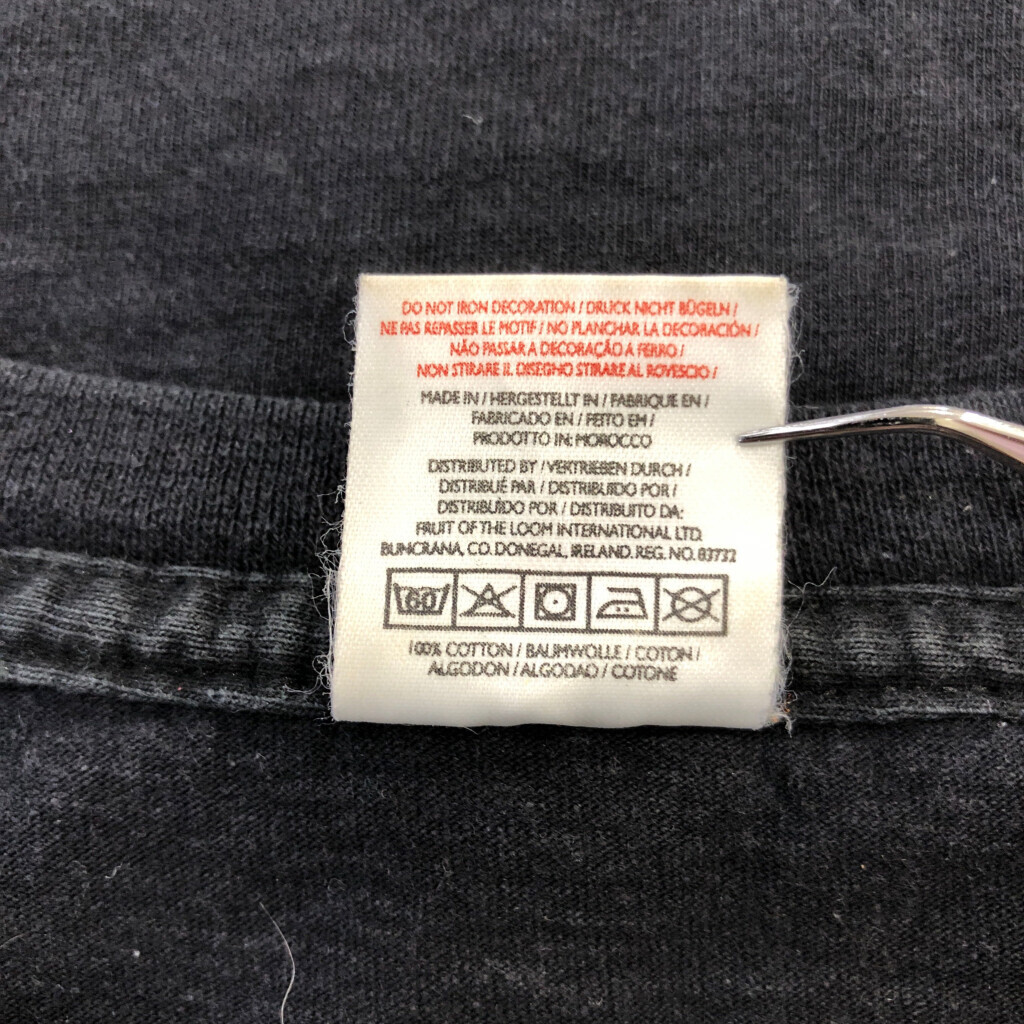 DO NOT IRON DECORATION / DRUCK NICHT BÜGELN /
NE PAS REPASSER LE MOTIF / NO PLANCHAR LA DECORACIÓN /
NÃO PASSAR A DECORAÇÃO A FERRO /
NON STIRARE IL DISEGNO STIRARE AL ROVESCIO /
MADE IN / HERGESTELLT IN / FABRIQUE EN /
FABRICADO EN / FEITO EM /
PRODOTTO IN: MOROCCO
DISTRIBUTED BY / VERTRIEBEN DURCH /
DISTRIBUÉ PAR / DISTRIBUIDO POR /
DISTRIBUÍDO POR / DISTRIBUITO DA:
FRUIT OF THE LOOM INTERNATIONAL LTD.
BUNCRANA, CO. DONEGAL, IRELAND. REG. NO. 83732
60
100% COTTON / BAUMWOLLE / COTON /
ALGODON / ALGODAO / COTONE